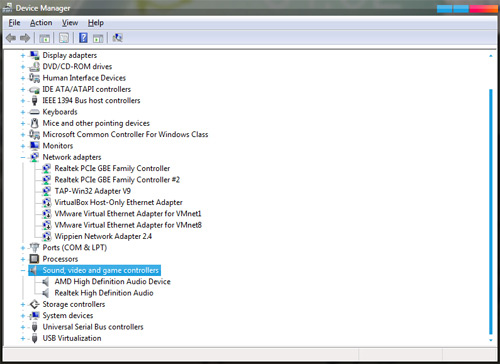 Device Manager
File Action View Help
Display adapters
DVD/CD-ROM drives
Human Interface Devices
IDE ATA/ATAPI controllers
IEEE 1394 Bus host controllers
Keyboards
Mice and other pointing devices
Microsoft Common Controller For Windows Class
Monitors
Network adapters
Realtek PCIe GBE Family Controller
Realtek PCIe GBE Family Controller #2
TAP-Win32 Adapter V9
VirtualBox Host-Only Ethernet Adapter
VMware Virtual Ethernet Adapter for VMnet1
VMware Virtual Ethernet Adapter for VMnet8
Wippien Network Adapter 2.4
Ports (COM & LPT)
Processors
Sound, video and game controllers
AMD High Definition Audio Device
Realtek High Definition Audio
Storage controllers
System devices
Universal Serial Bus controllers
USB Virtualization